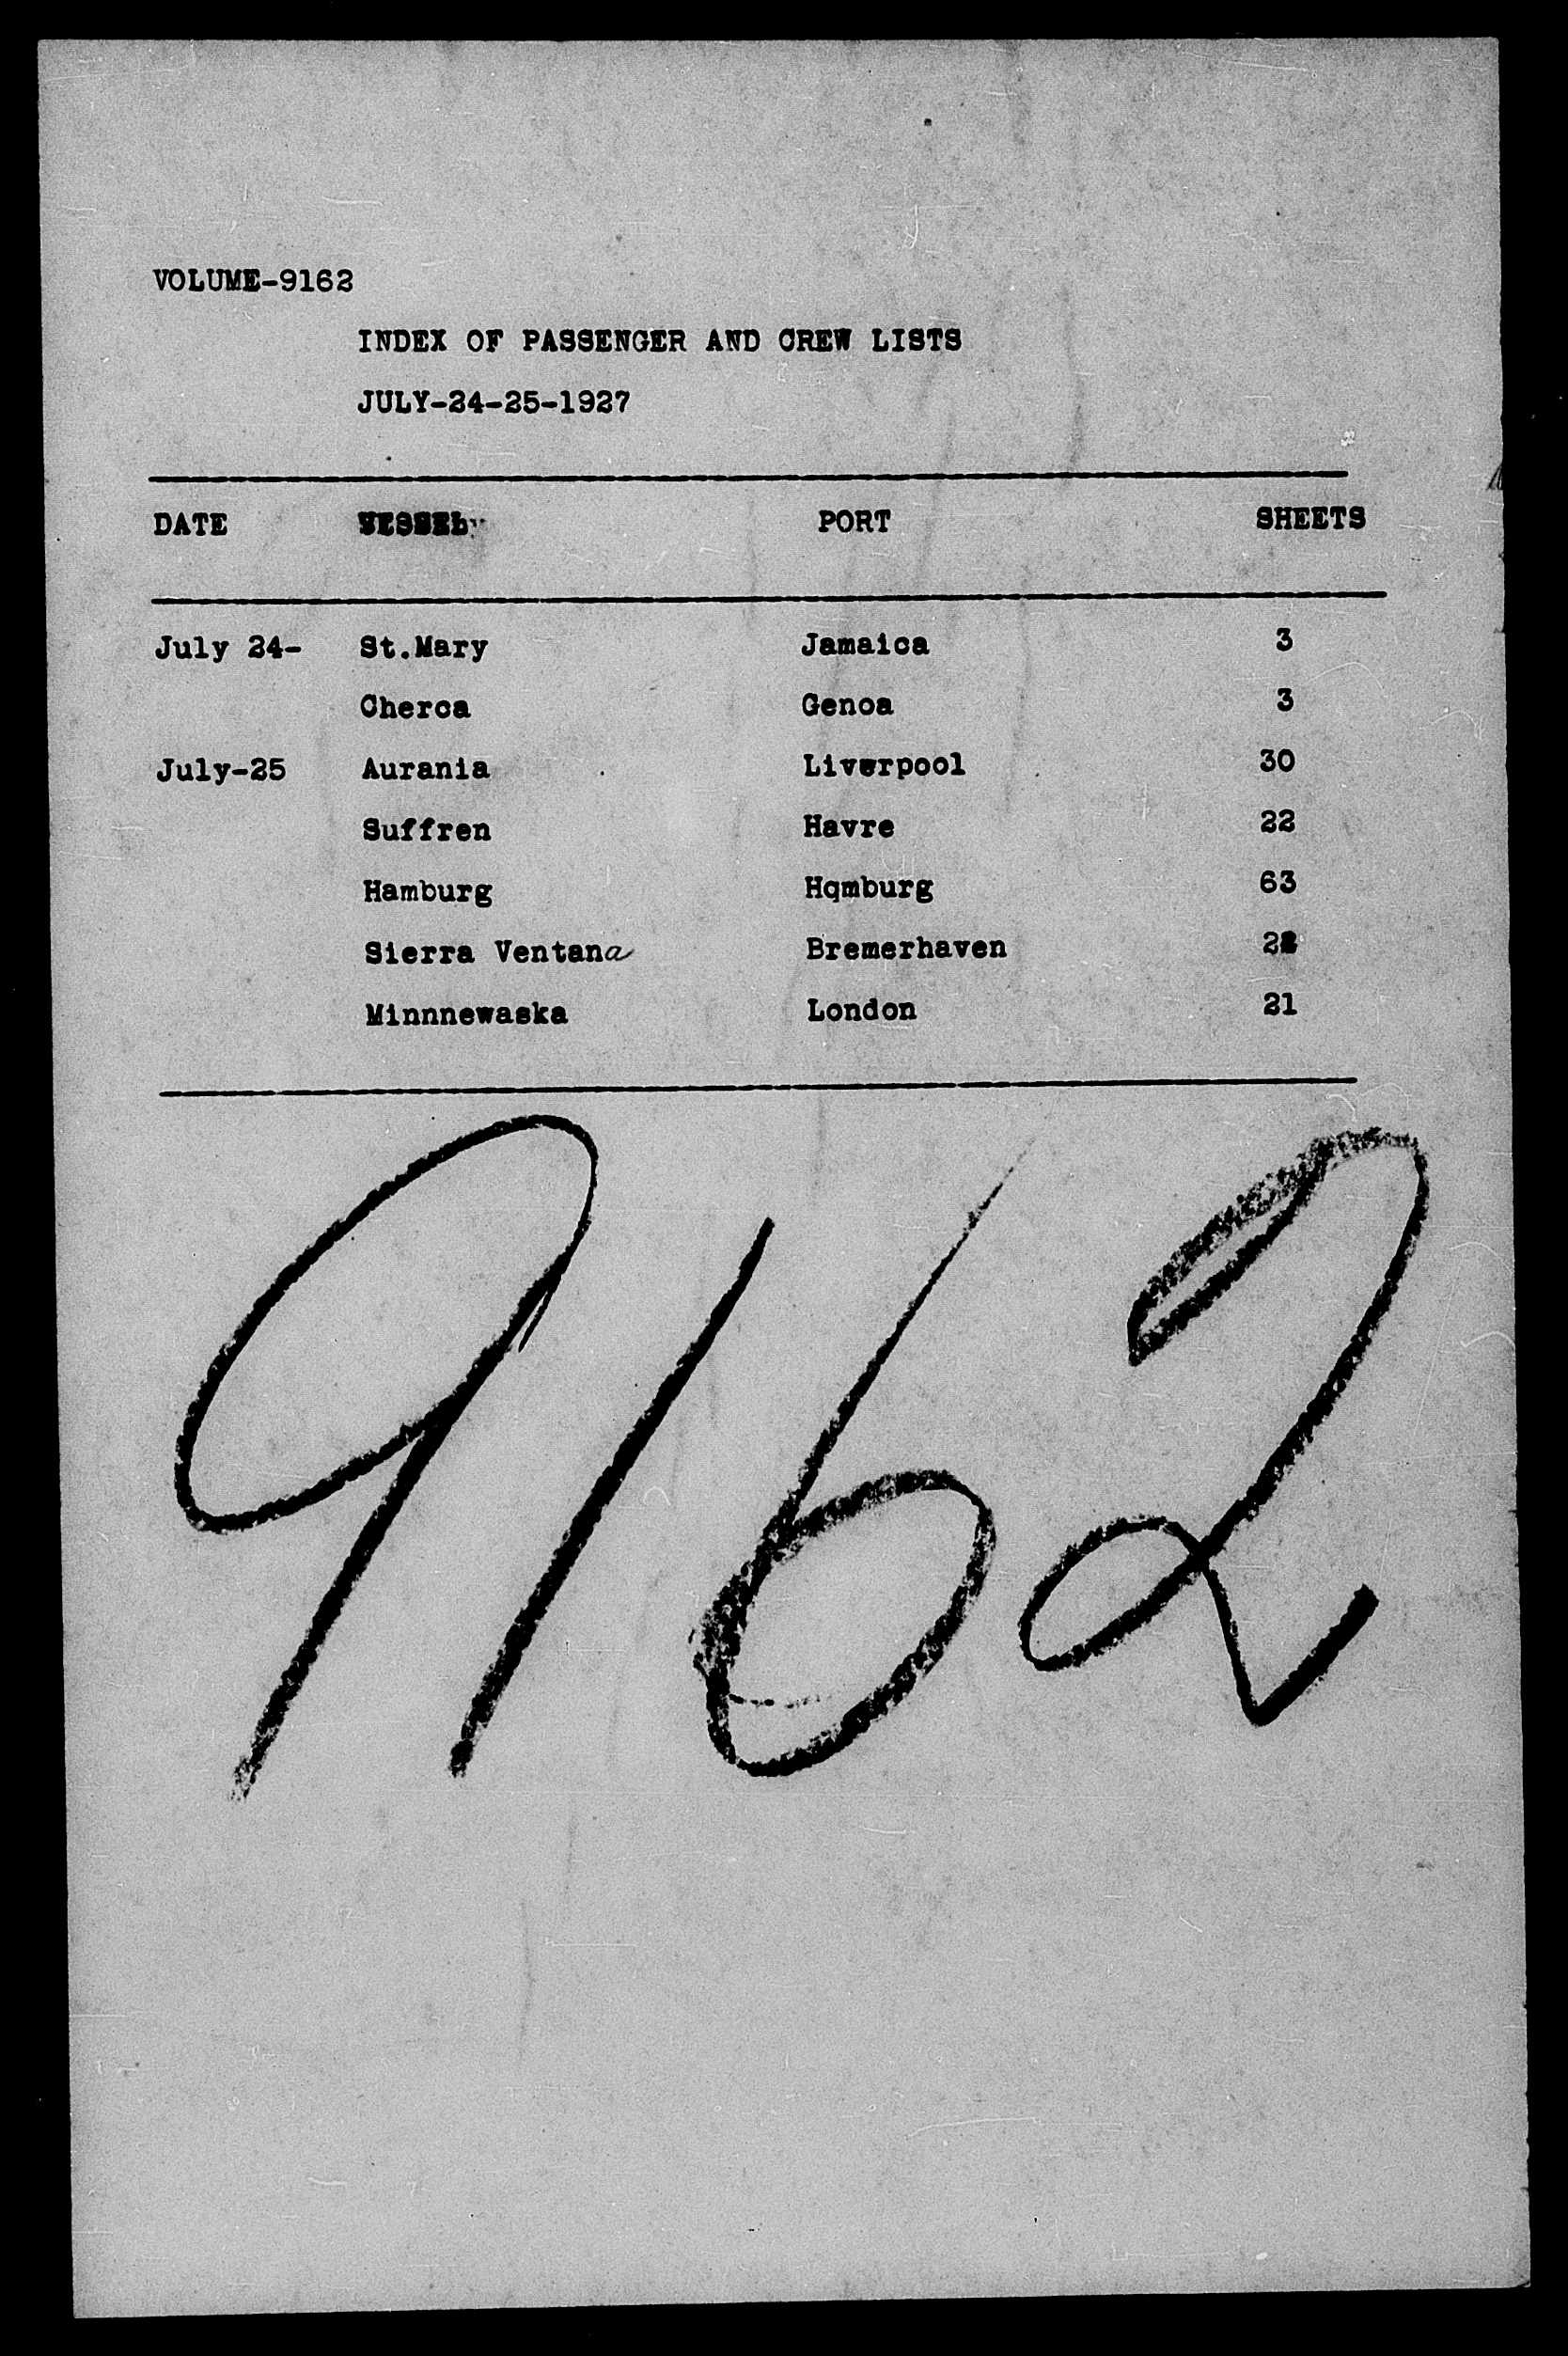 VOLUME-9162
INDEX OF PASSENGER AND CREW LISTS
JULY-24-25-1927
DATE VESSEL PORT SHEETS
July 24- St.Mary Jamaica 3
Cherca Genoa 3
July-25 Aurania Liverpool 30
Suffren Havre 22
Hamburg Hqmburg 63
Sierra Ventana Bremerhaven
Minnnewaska London 21
9162